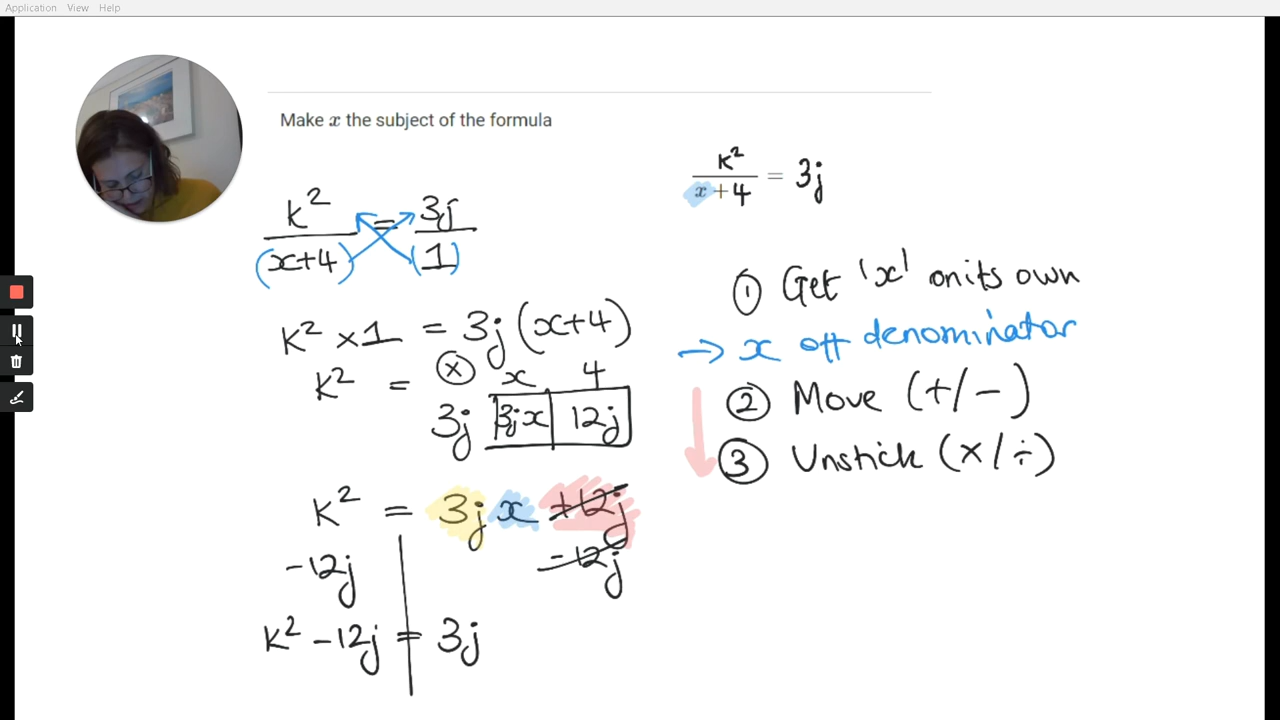 Application View Help
Make x the subject of the formula
k²/x+4 = 3j
k²/(x+4) = 3j/(1)
k² ×1 = 3j(x+4)
k² = × x 4
3j 3jx 12j
k² = 3jx +12j
-12j -12j
k² -12j = 3j
① Get 'x' on its own
→ x off denominator
② Move (+/-)
③ Unstick (×/÷)